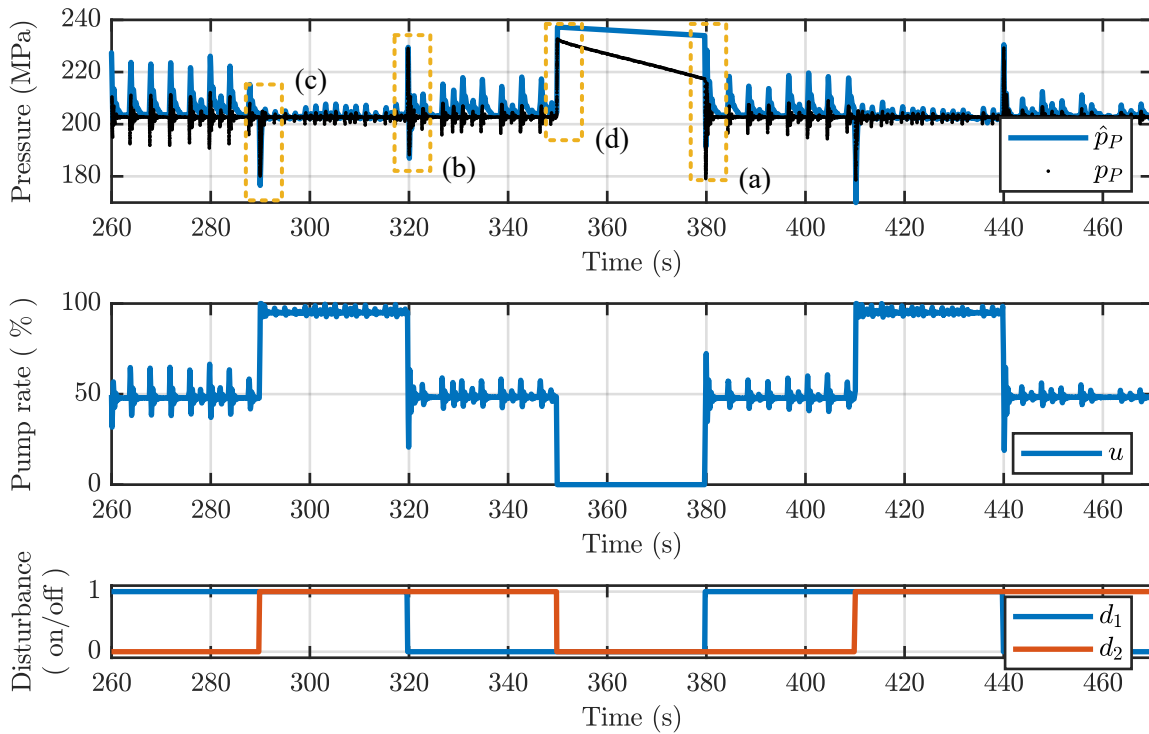 Pressure (MPa)
240
220
200
180
(c)
(b)
(d)
(a)
p̂_P
p_P
260 280 300 320 340 360 380 400 420 440 460
Time (s)
Pump rate ( % )
100
50
0
u
260 280 300 320 340 360 380 400 420 440 460
Time (s)
Disturbance
( on/off )
1
0
d_1
d_2
260 280 300 320 340 360 380 400 420 440 460
Time (s)